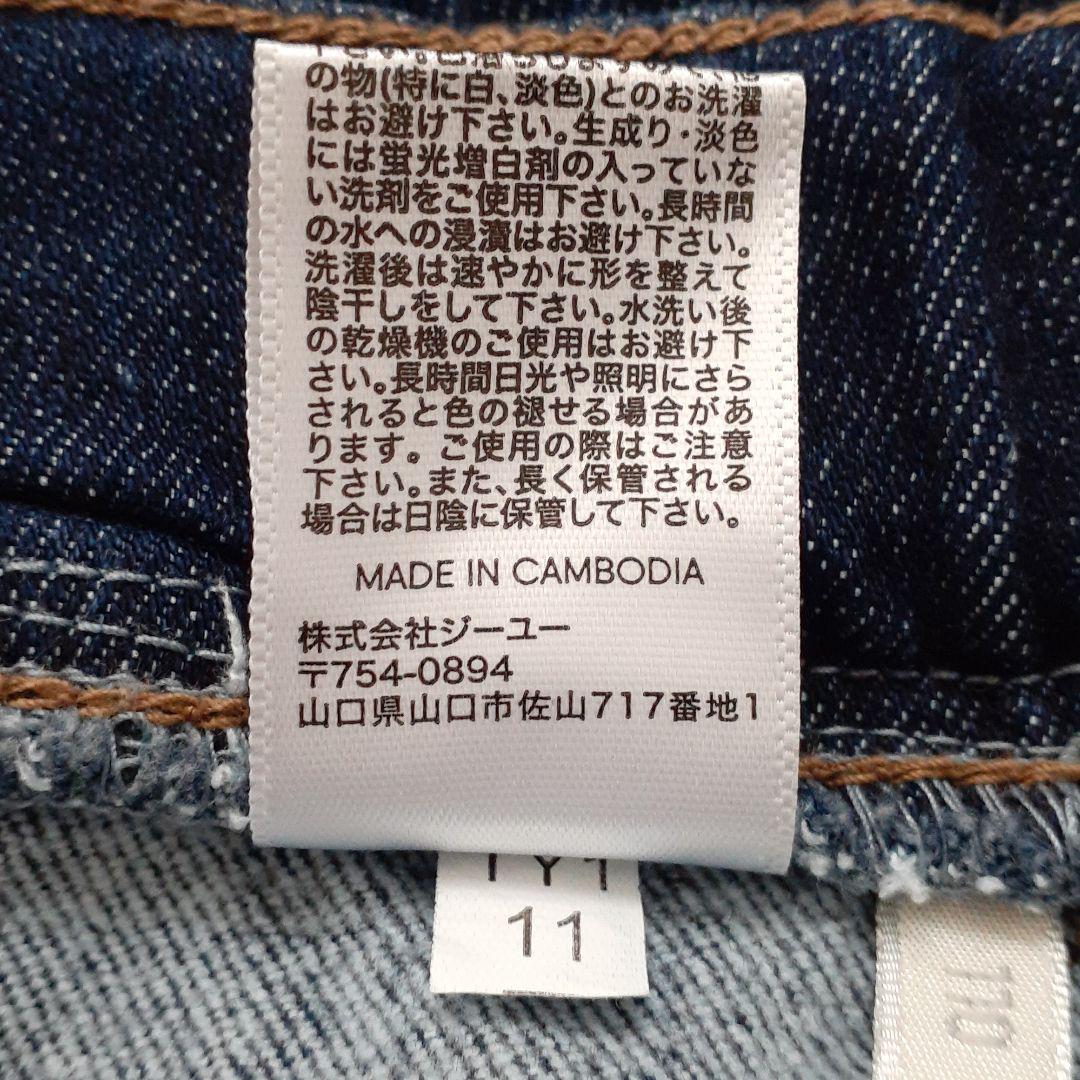 の物(特に白、淡色)とのお洗濯
はお避け下さい。生成り・淡色
には蛍光増白剤の入っていな
い洗剤をご使用下さい。長時間
の水への浸漬はお避け下さい。
洗濯後は速やかに形を整えて
陰干しをして下さい。水洗い後
の乾燥機のご使用はお避け下
さい。長時間日光や照明にさら
されると色の褪せる場合があ
ります。ご使用の際はご注意
下さい。また、長く保管される
場合は日陰に保管して下さい。
MADE IN CAMBODIA
株式会社ジーユー
〒754-0894
山口県山口市佐山717番地1
11
110